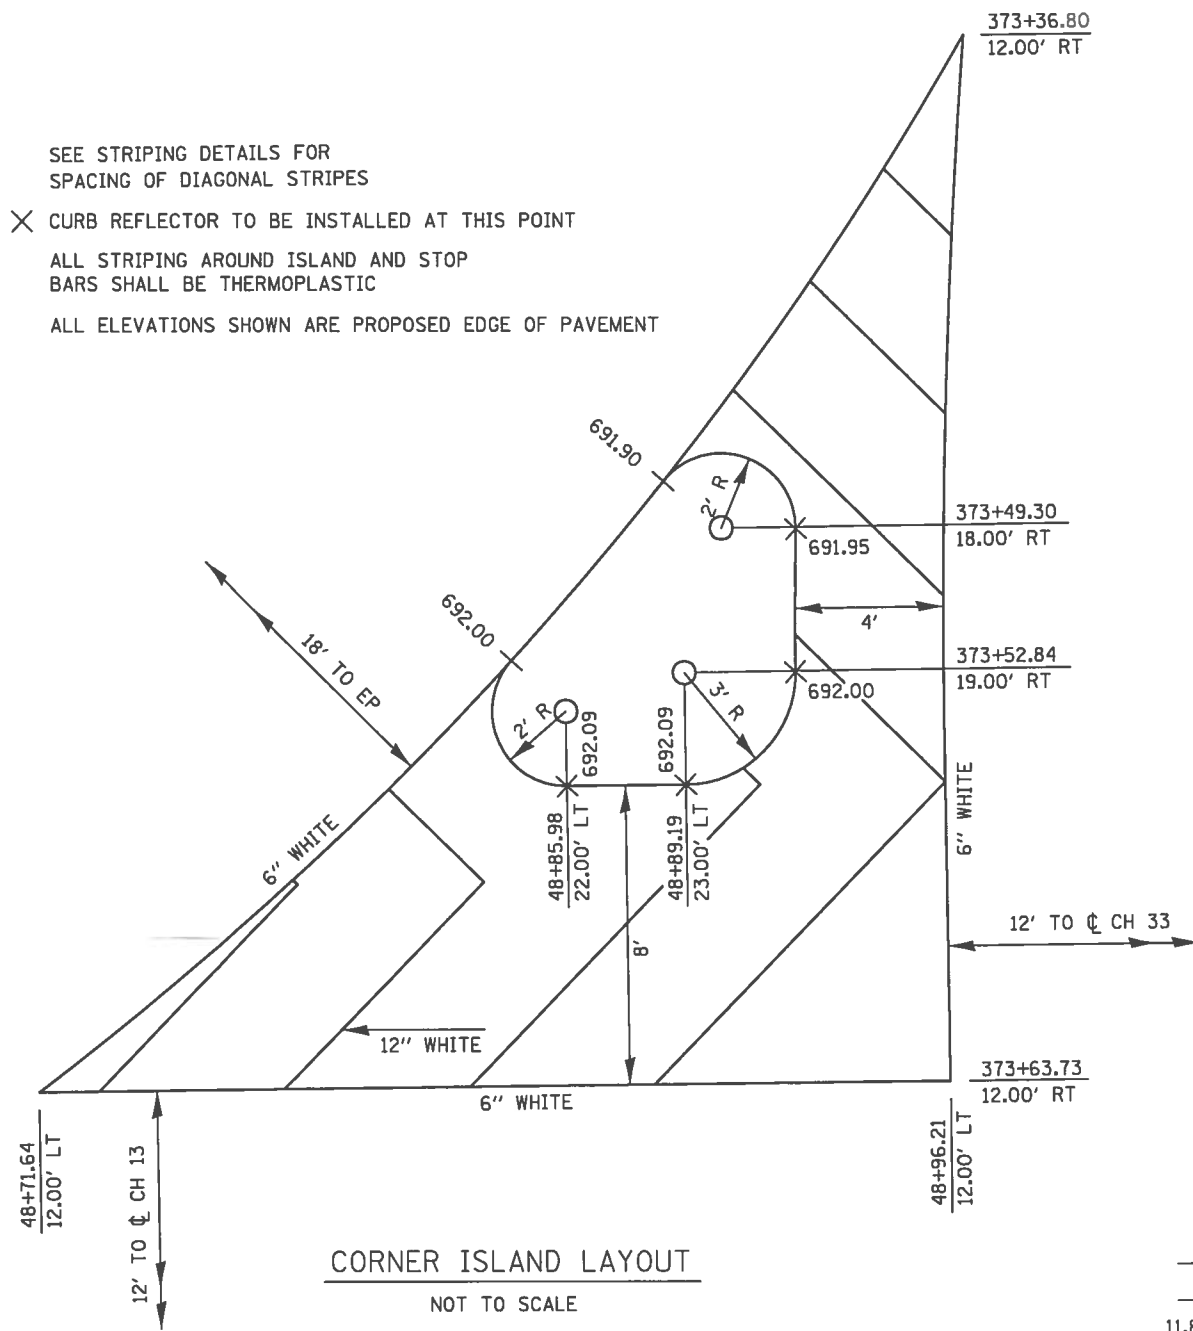 373+36.80
12.00' RT
SEE STRIPING DETAILS FOR
SPACING OF DIAGONAL STRIPES
CURB REFLECTOR TO BE INSTALLED AT THIS POINT
ALL STRIPING AROUND ISLAND AND STOP
BARS SHALL BE THERMOPLASTIC
ALL ELEVATIONS SHOWN ARE PROPOSED EDGE OF PAVEMENT
691.90
2' R
373+49.30
18.00' RT
691.95
692.00
4'
18' TO EP
373+52.84
19.00' RT
692.00
3' R
2' R
692.09
692.09
6" WHITE
6" WHITE
48+85.98
22.00' LT
48+89.19
23.00' LT
8'
12' TO ℄ CH 33
12" WHITE
373+63.73
12.00' RT
6" WHITE
48+71.64
12.00' LT
12' TO ℄ CH 13
48+96.21
12.00' LT
CORNER ISLAND LAYOUT
NOT TO SCALE